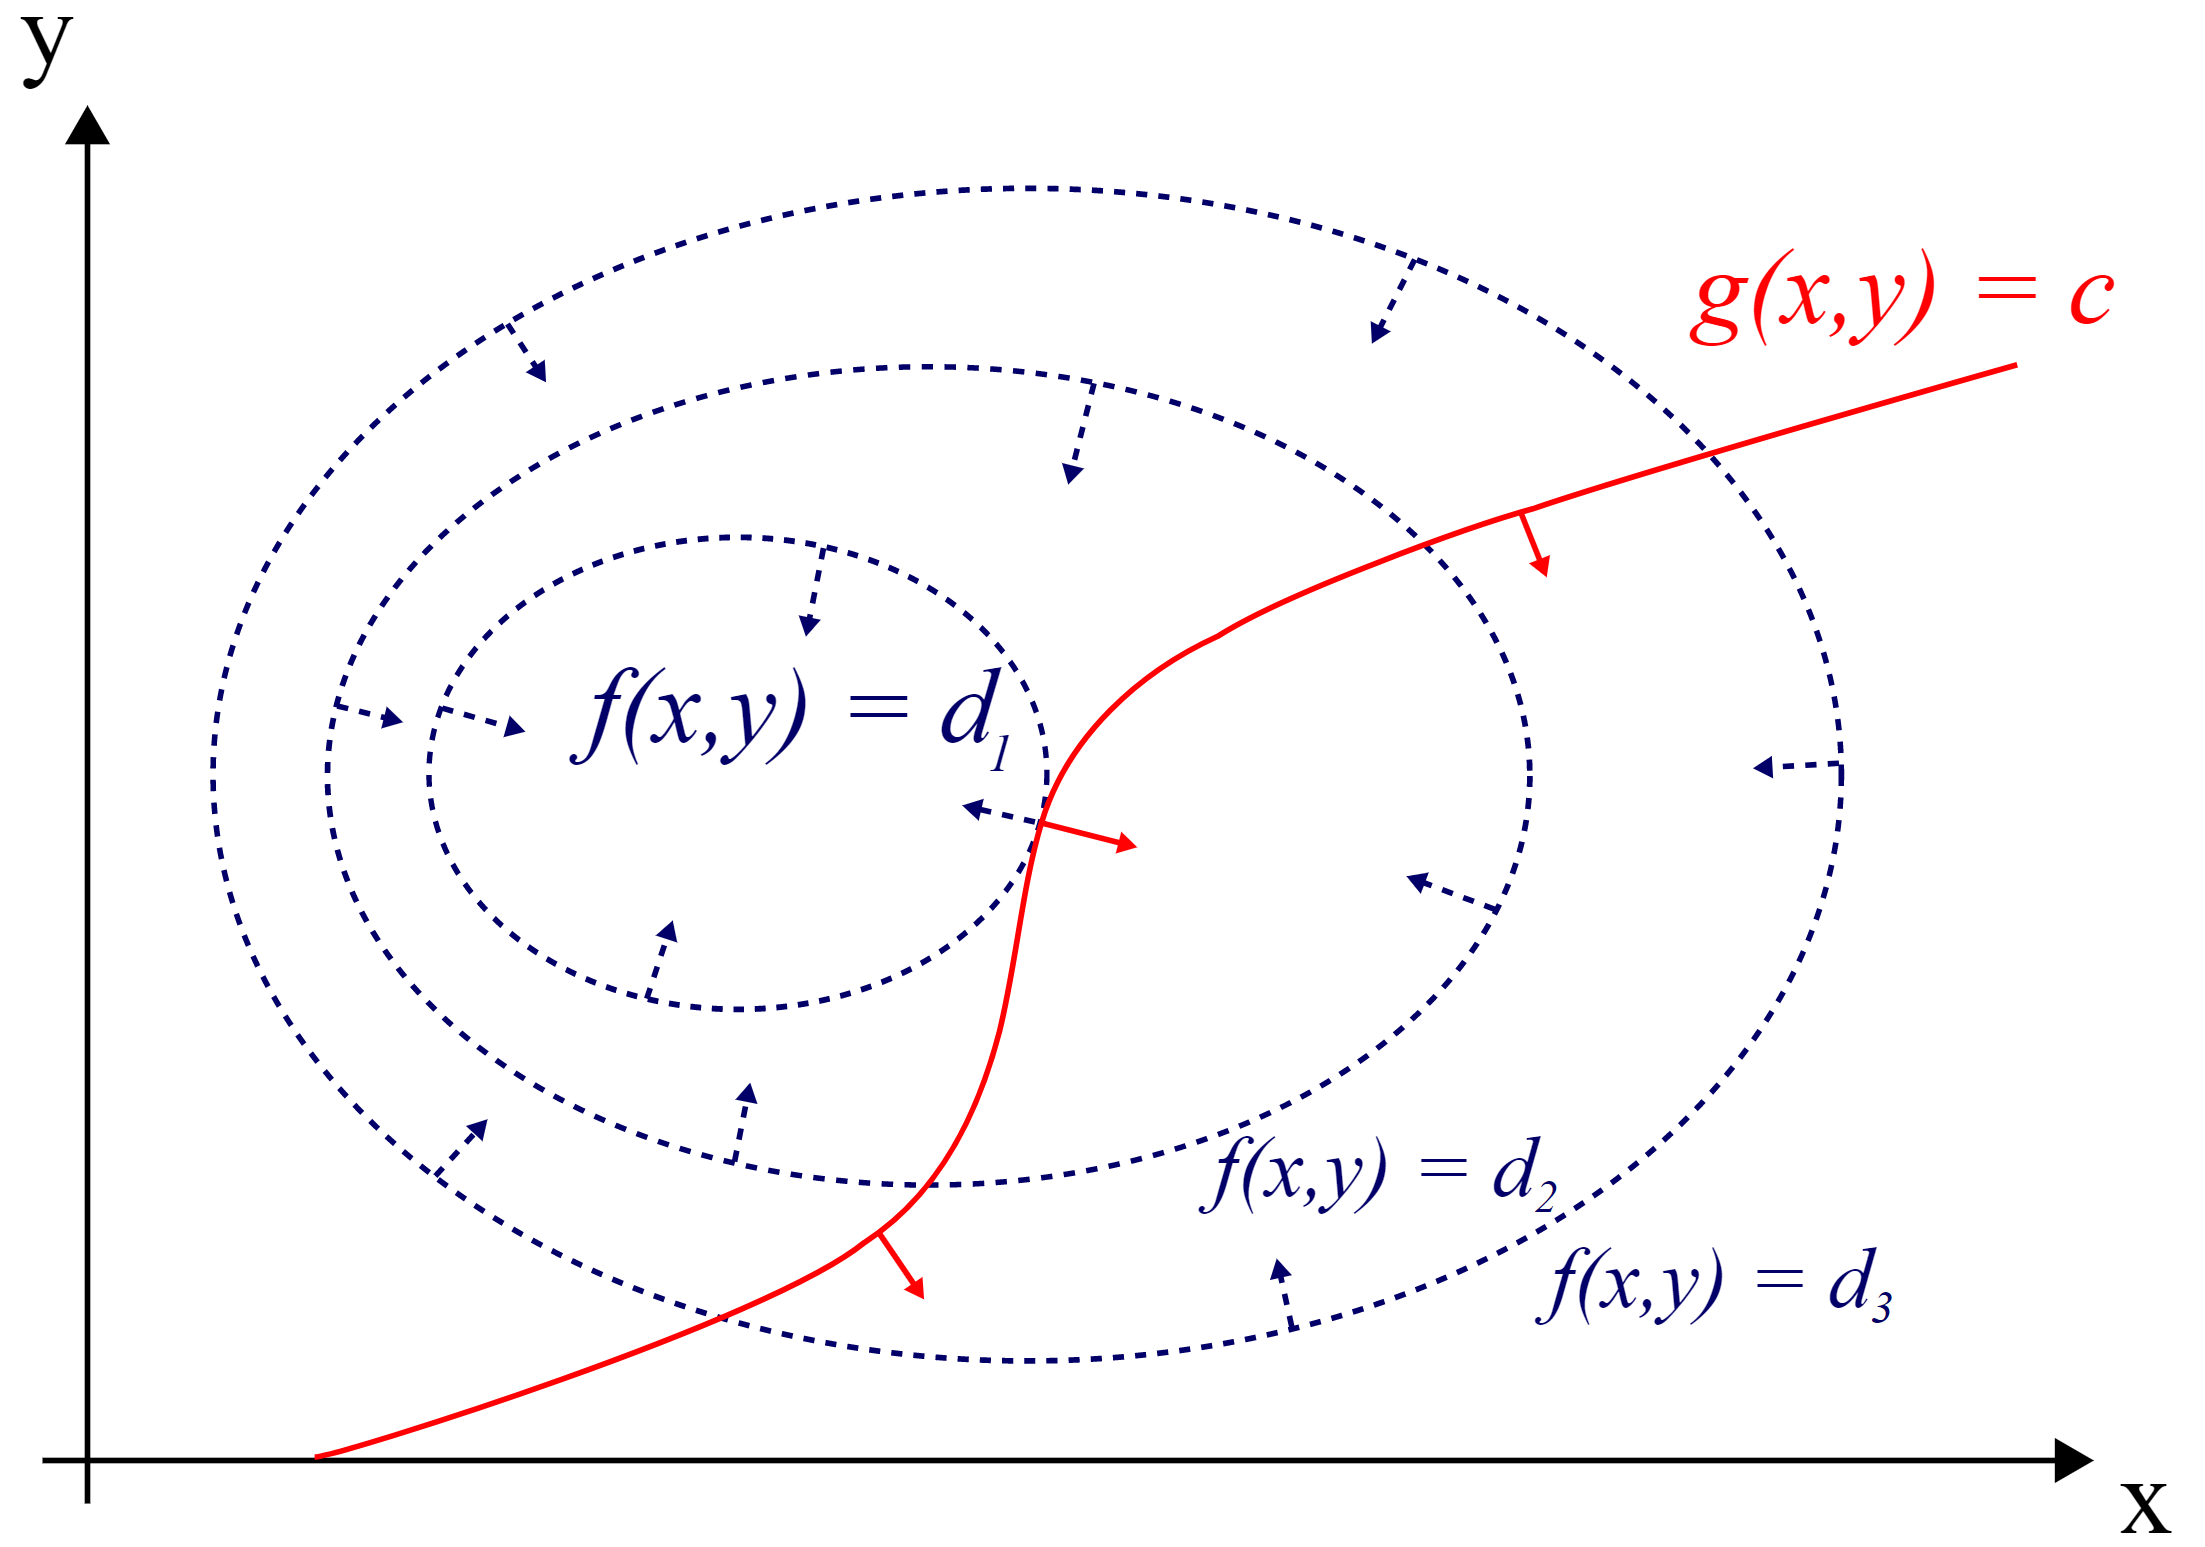 y
g(x,y) = c
f(x,y) = d₁
f(x,y) = d₂
f(x,y) = d₃
x